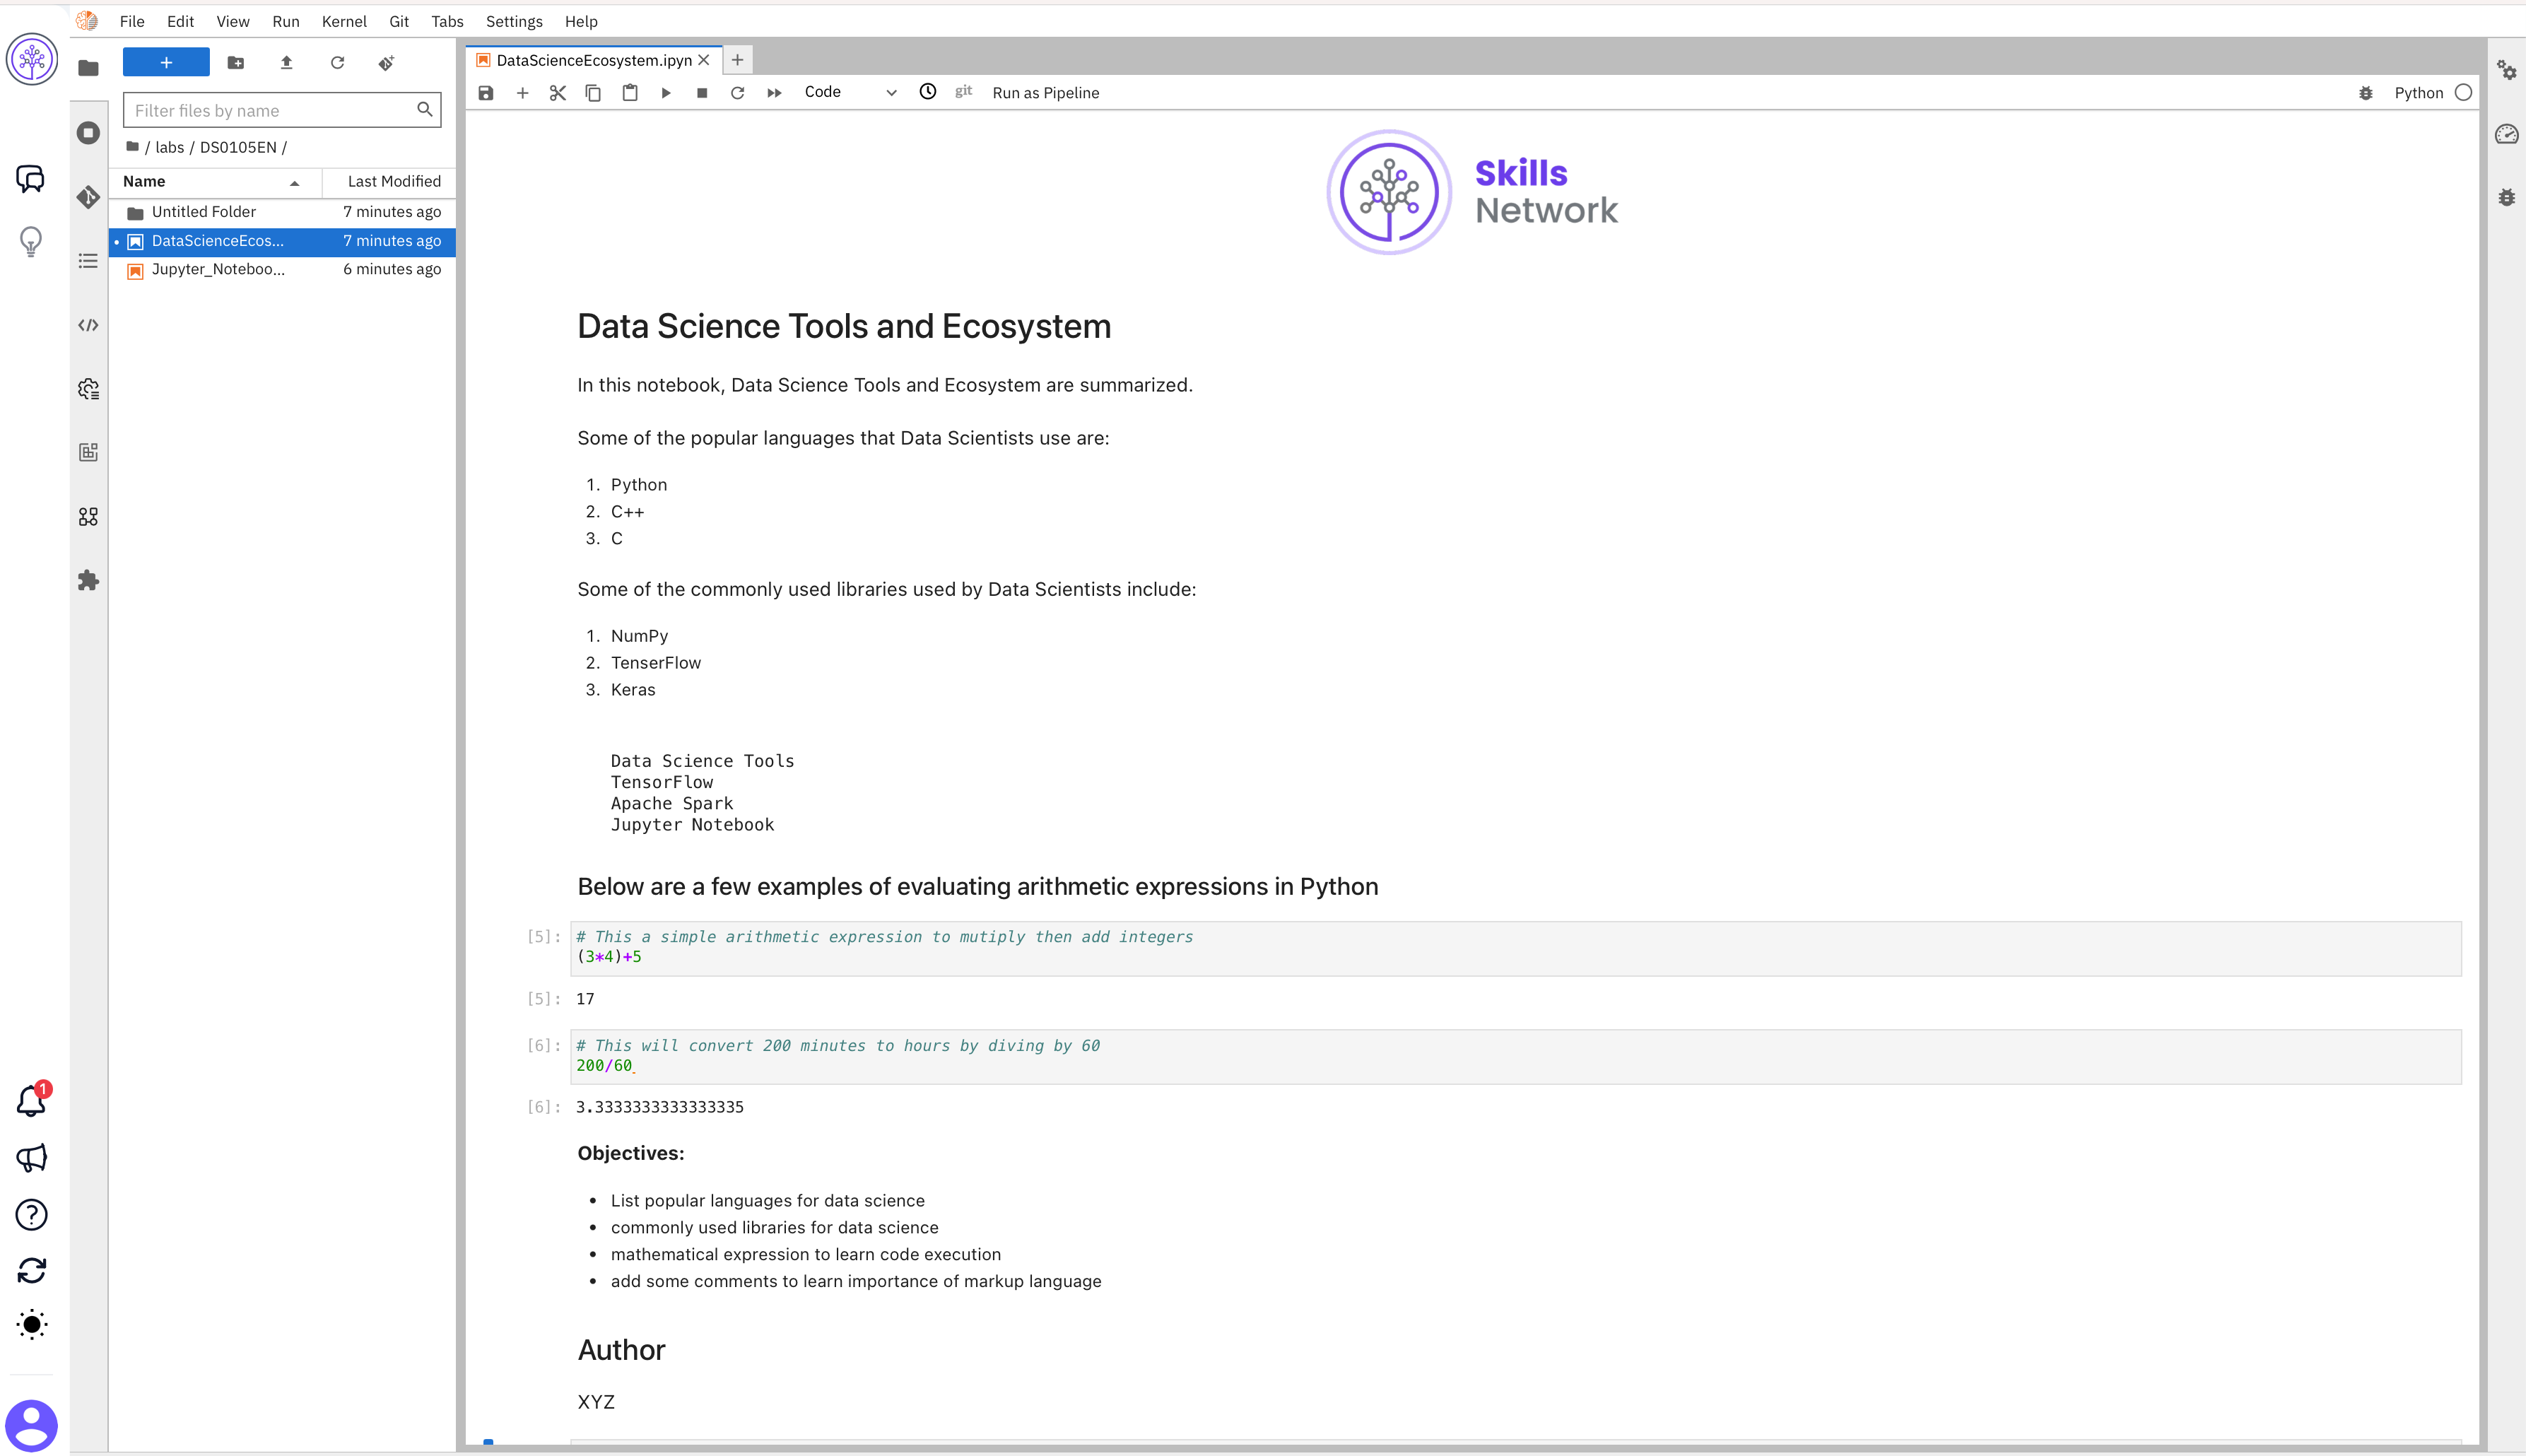 File Edit View Run Kernel Git Tabs Settings Help
DataScienceEcosystem.ipyn
Filter files by name
/ labs / DS0105EN /
Name Last Modified
Untitled Folder 7 minutes ago
DataScienceEcos... 7 minutes ago
Jupyter_Noteboo... 6 minutes ago
Code git Run as Pipeline Python
Skills
Network
Data Science Tools and Ecosystem
In this notebook, Data Science Tools and Ecosystem are summarized.
Some of the popular languages that Data Scientists use are:
1. Python
2. C++
3. C
Some of the commonly used libraries used by Data Scientists include:
1. NumPy
2. TenserFlow
3. Keras
Data Science Tools
TensorFlow
Apache Spark
Jupyter Notebook
Below are a few examples of evaluating arithmetic expressions in Python
[5]: # This a simple arithmetic expression to mutiply then add integers
(3*4)+5
[5]: 17
[6]: # This will convert 200 minutes to hours by diving by 60
200/60
[6]: 3.3333333333333335
Objectives:
• List popular languages for data science
• commonly used libraries for data science
• mathematical expression to learn code execution
• add some comments to learn importance of markup language
Author
XYZ
1